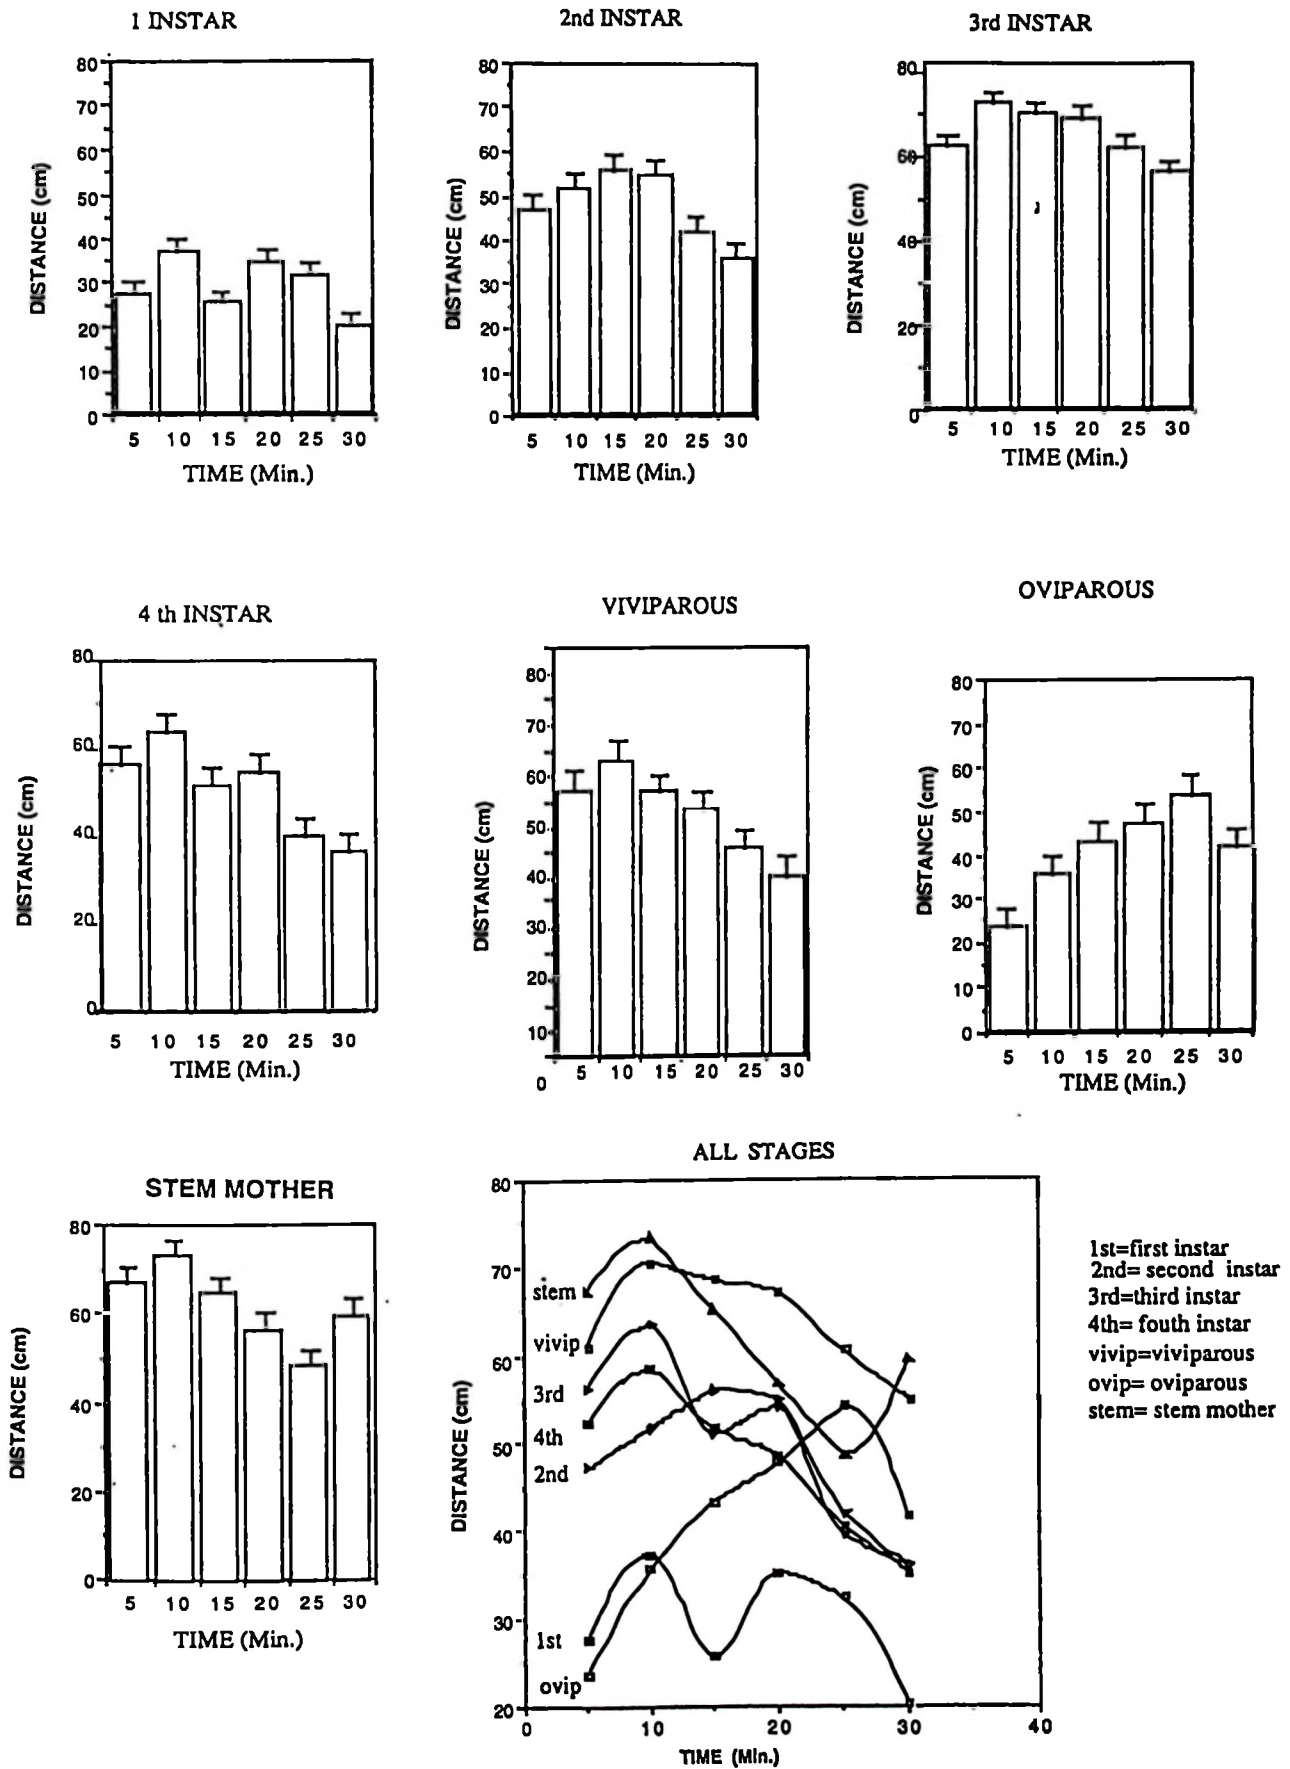 1 INSTAR
80
70
60
50
40
30
20
10
0
DISTANCE (cm)
5 10 15 20 25 30
TIME (Min.)
2nd INSTAR
80
70
60
50
40
30
20
10
0
DISTANCE (cm)
5 10 15 20 25 30
TIME (Min.)
3rd INSTAR
80
60
40
20
0
DISTANCE (cm)
5 10 15 20 25 30
TIME (Min.)
4 th INSTAR
80
60
40
20
0
DISTANCE (cm)
5 10 15 20 25 30
TIME (Min.)
VIVIPAROUS
80
70
60
50
40
30
20
10
0
DISTANCE (cm)
5 10 15 20 25 30
TIME (Min.)
OVIPAROUS
80
70
60
50
40
30
20
10
0
DISTANCE (cm)
5 10 15 20 25 30
TIME (Min.)
STEM MOTHER
80
60
40
20
0
DISTANCE (cm)
5 10 15 20 25 30
TIME (Min.)
ALL STAGES
80
70
60
50
40
30
20
DISTANCE (cm)
stem
vivip
3rd
4th
2nd
1st
ovip
0 10 20 30 40
TIME (Min.)
1st=first instar
2nd= second instar
3rd=third instar
4th= fouth instar
vivip=viviparous
ovip= oviparous
stem= stem mother